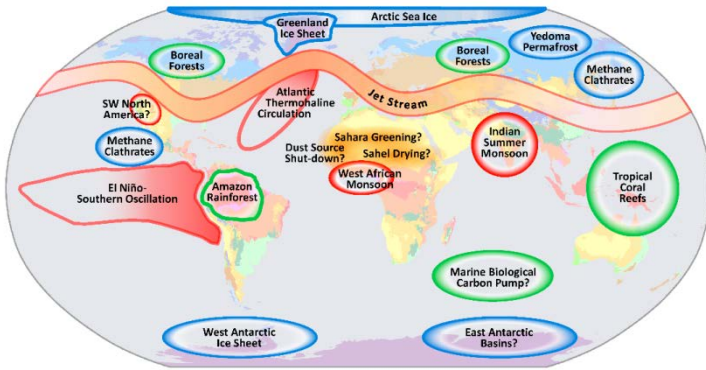 Arctic Sea Ice
Greenland
Ice Sheet
Yedoma
Permafrost
Boreal
Forests
Boreal
Forests
Methane
Clathrates
Atlantic
Thermohaline
Circulation
Jet Stream
SW North
America?
Methane
Clathrates
Sahara Greening?
Dust Source
Shut-down?
Sahel Drying?
Indian
Summer
Monsoon
West African
Monsoon
El Niño-
Southern Oscillation
Amazon
Rainforest
Tropical
Coral
Reefs
Marine Biological
Carbon Pump?
West Antarctic
Ice Sheet
East Antarctic
Basins?